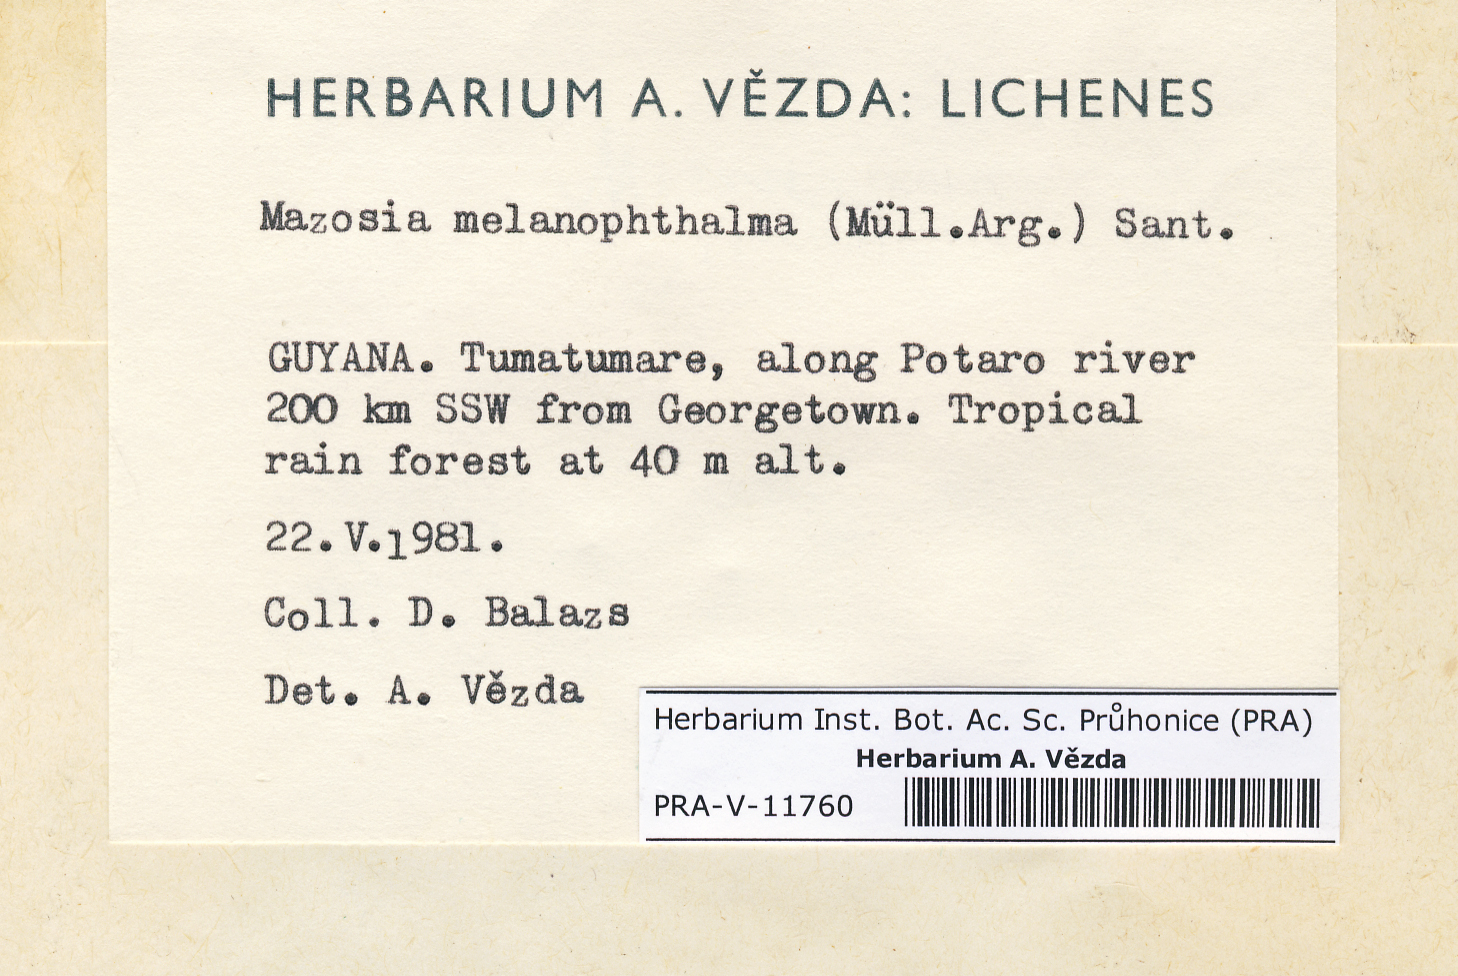 HERBARIUM A. VĚZDA: LICHENES
Mazosia melanophthalma (Müll.Arg.) Sant.
GUYANA. Tumatumare, along Potaro river
200 km SSW from Georgetown. Tropical
rain forest at 40 m alt.
22.V.1981.
Coll. D. Balazs
Det. A. Vězda
Herbarium Inst. Bot. Ac. Sc. Průhonice (PRA)
Herbarium A. Vězda
PRA-V-11760